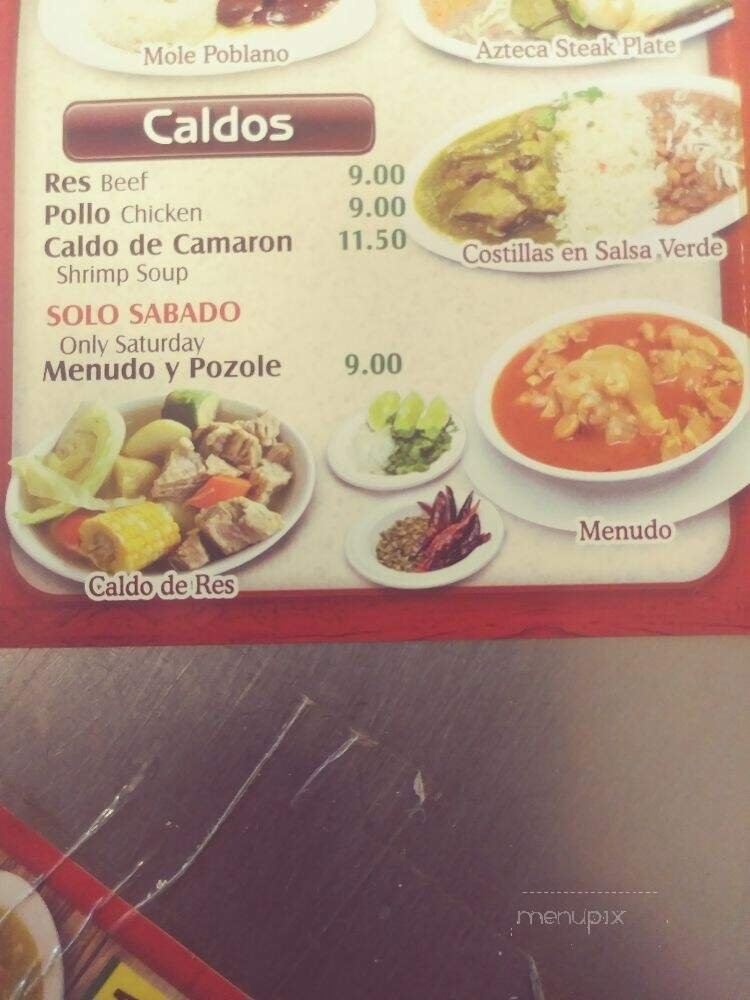 Mole Poblano
Azteca Steak Plate
Caldos
Res Beef 9.00
Pollo Chicken 9.00
Caldo de Camaron 11.50
Shrimp Soup
Costillas en Salsa Verde
SOLO SABADO
Only Saturday
Menudo y Pozole 9.00
Menudo
Caldo de Res
menupix